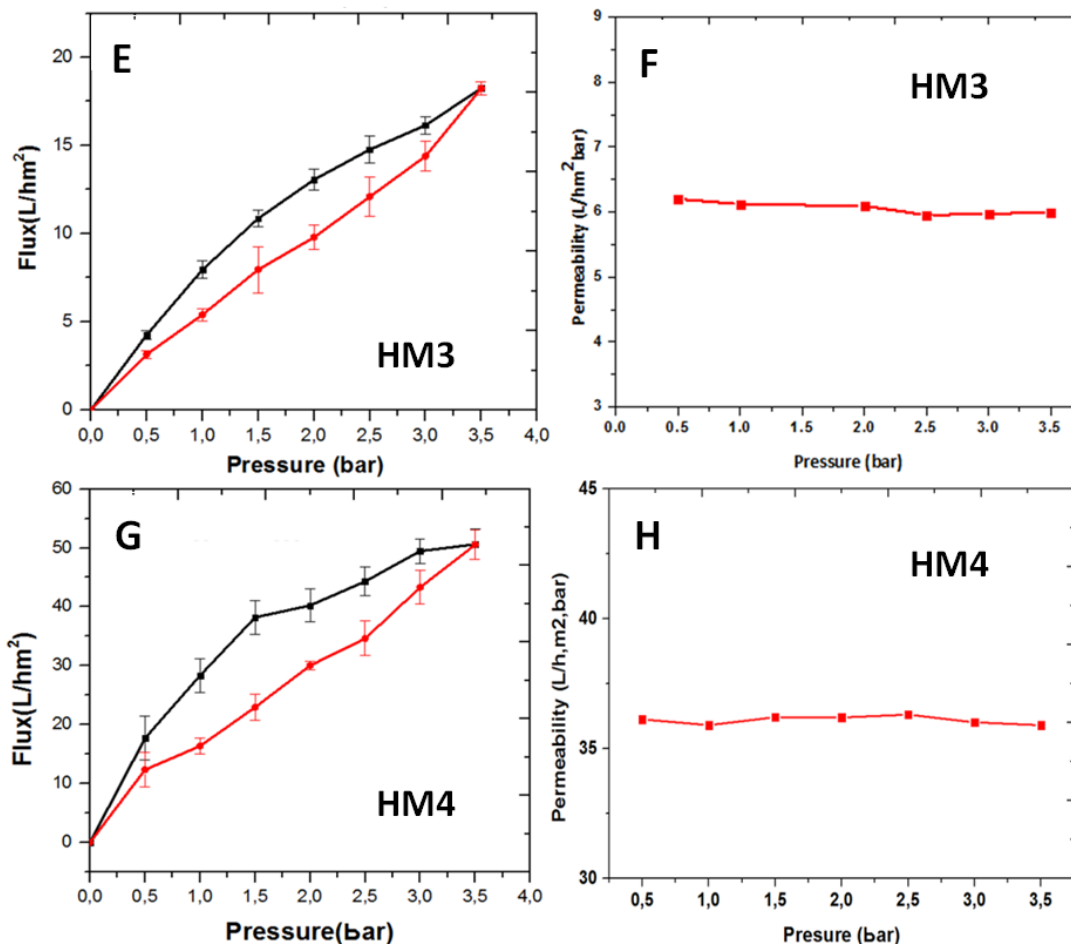 E
HM3
Flux(L/hm²)
20
15
10
5
0
0,0 0,5 1,0 1,5 2,0 2,5 3,0 3,5 4,0
Pressure (bar)
F
HM3
Permeability (L/hm² bar)
9
8
7
6
5
4
3
0.0 0.5 1.0 1.5 2.0 2.5 3.0 3.5
Pressure (bar)
G
HM4
Flux(L/hm²)
60
50
40
30
20
10
0
0,0 0,5 1,0 1,5 2,0 2,5 3,0 3,5 4,0
Pressure(bar)
H
HM4
Permeability (L/h,m2,bar)
45
40
35
30
0,5 1,0 1,5 2,0 2,5 3,0 3,5
Presure (bar)